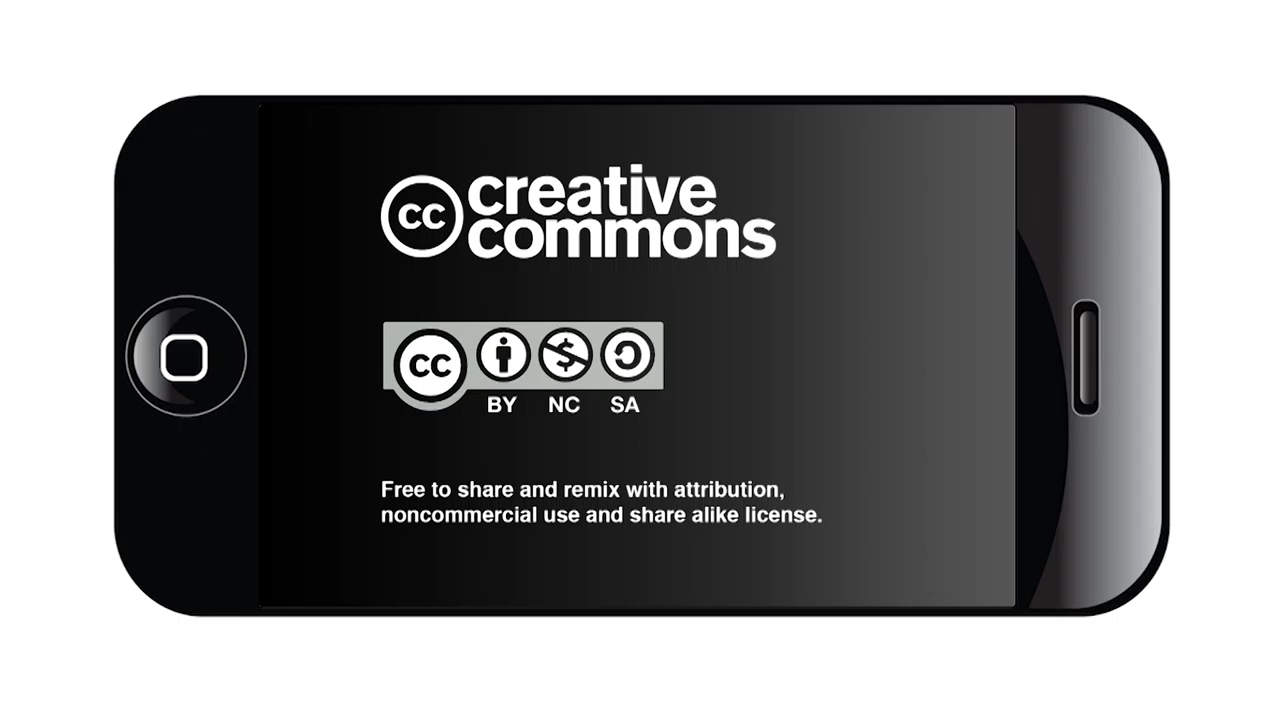 cc creative
commons
cc
BY NC SA
Free to share and remix with attribution,
noncommercial use and share alike license.